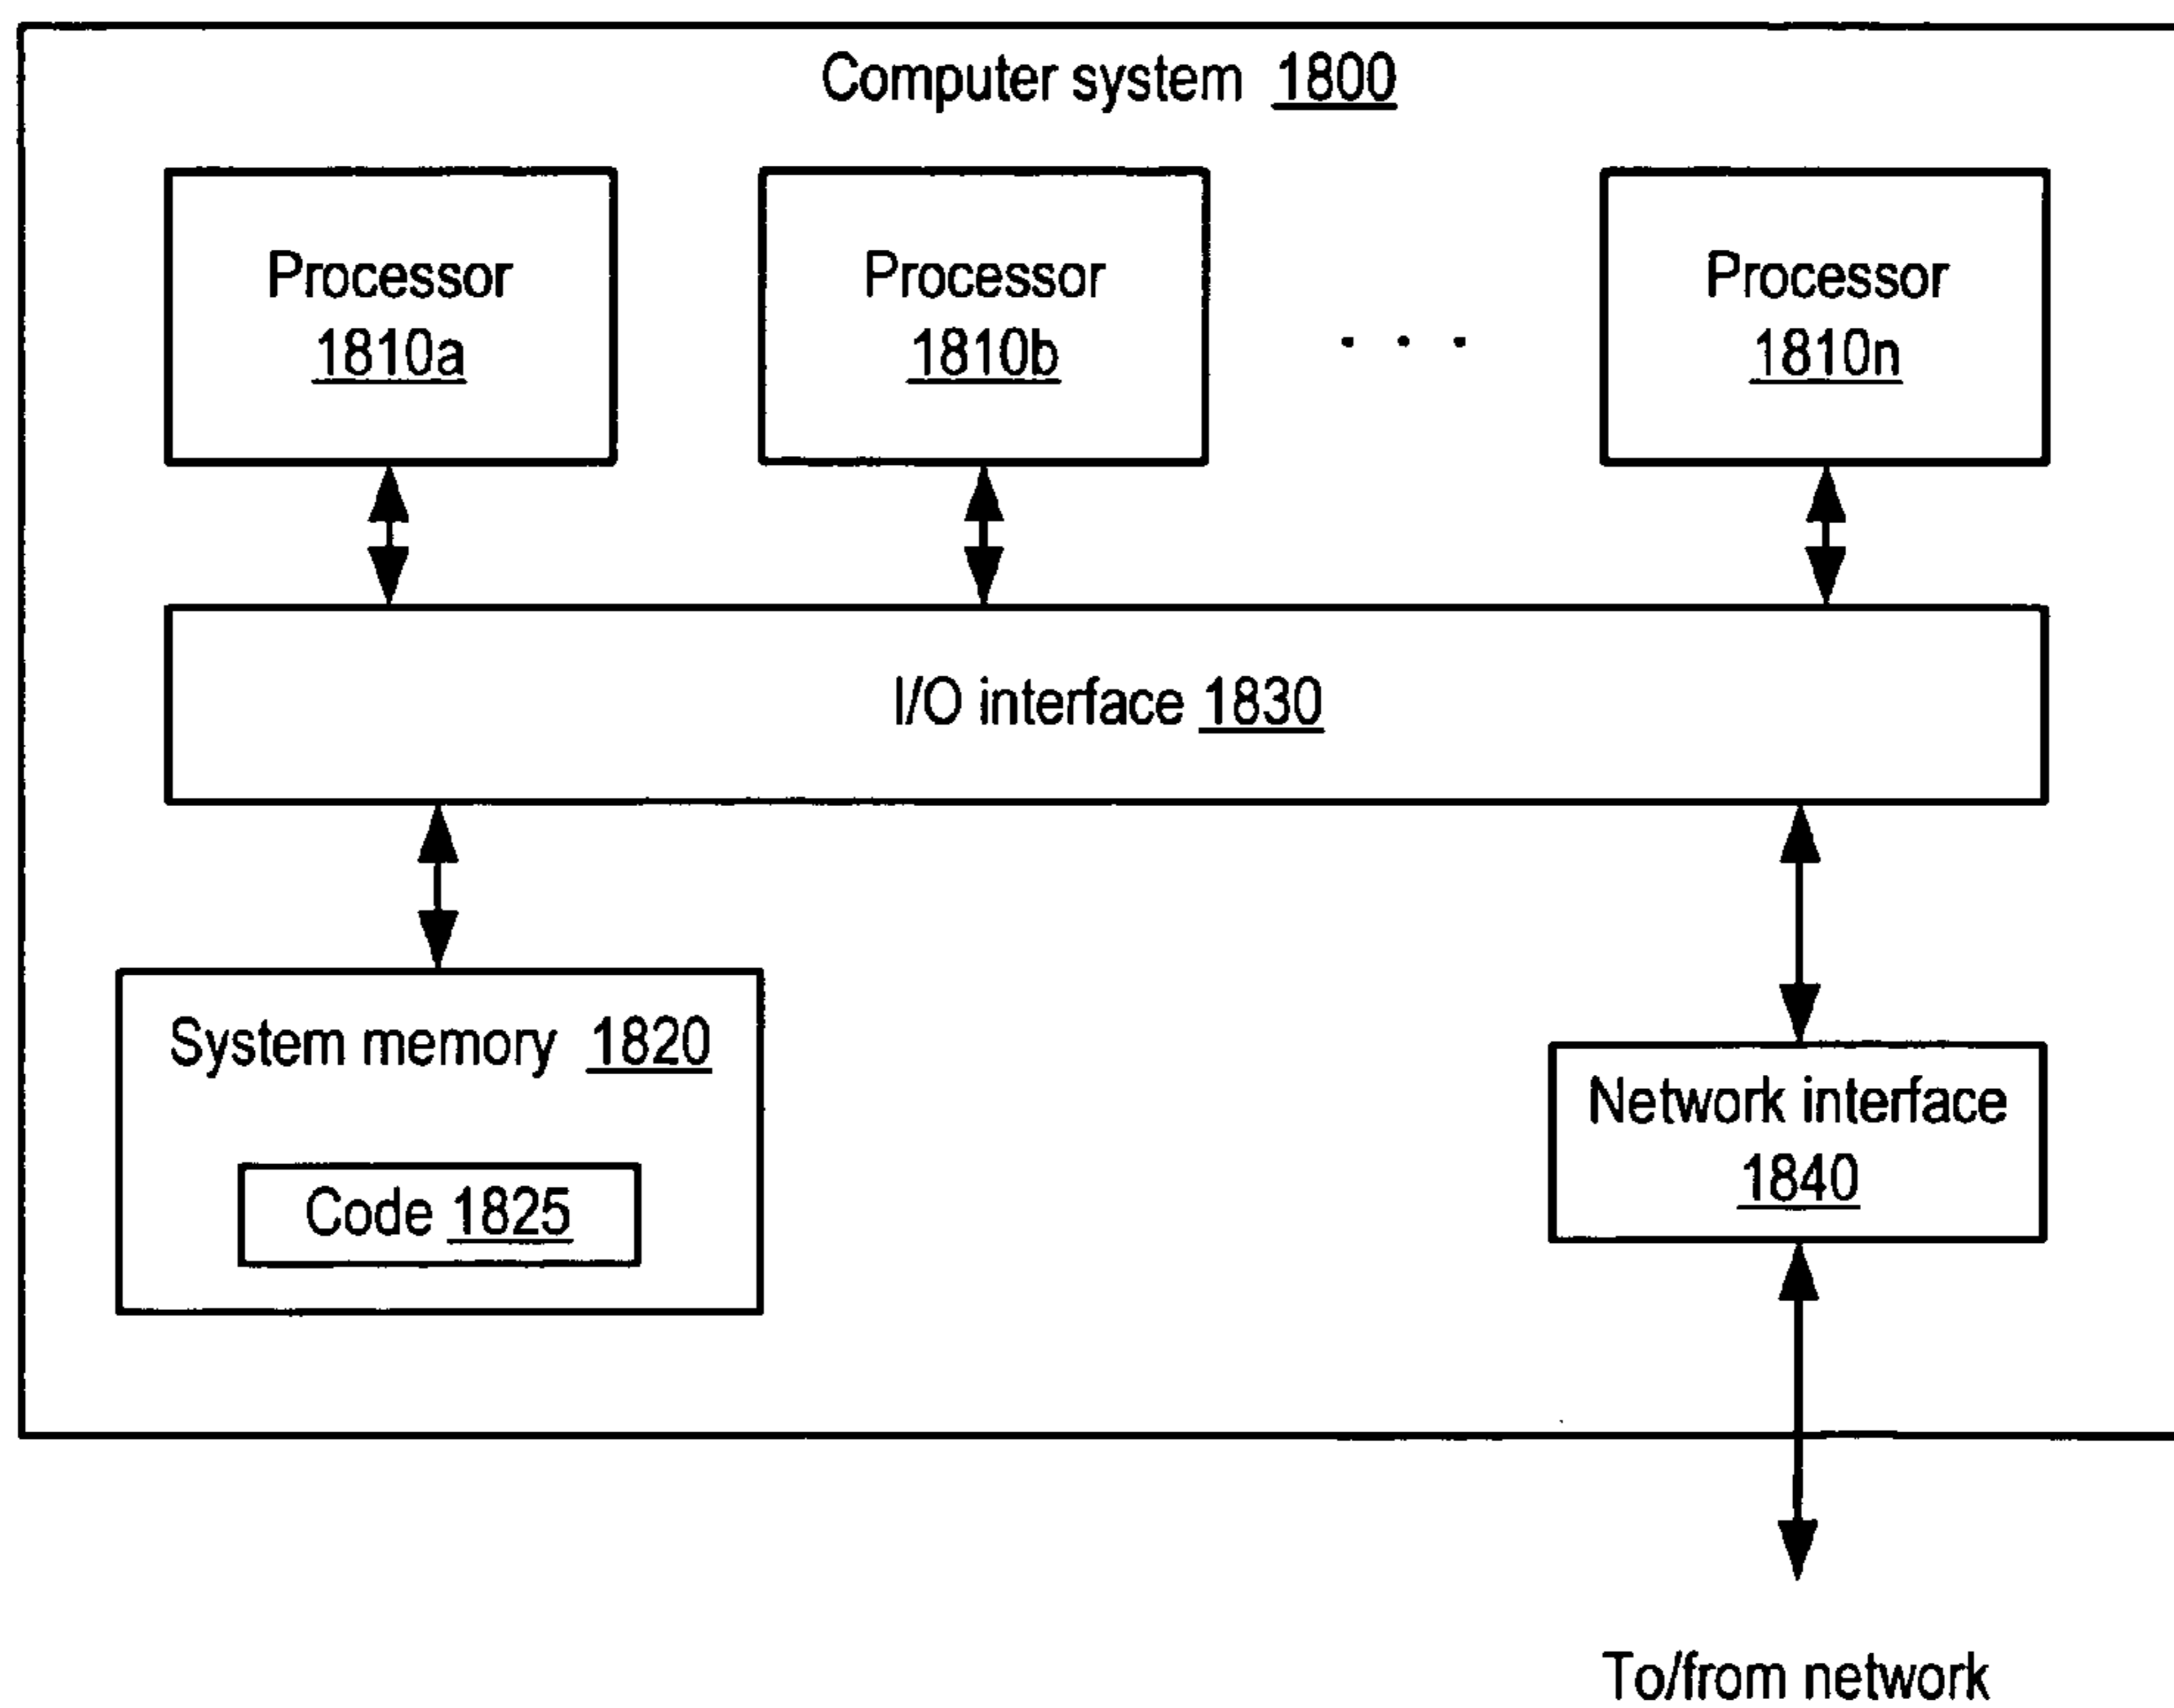 Computer system 1800
Processor
1810a
Processor
1810b
. . .
Processor
1810n
I/O interface 1830
System memory 1820
Code 1825
Network interface
1840
To/from network